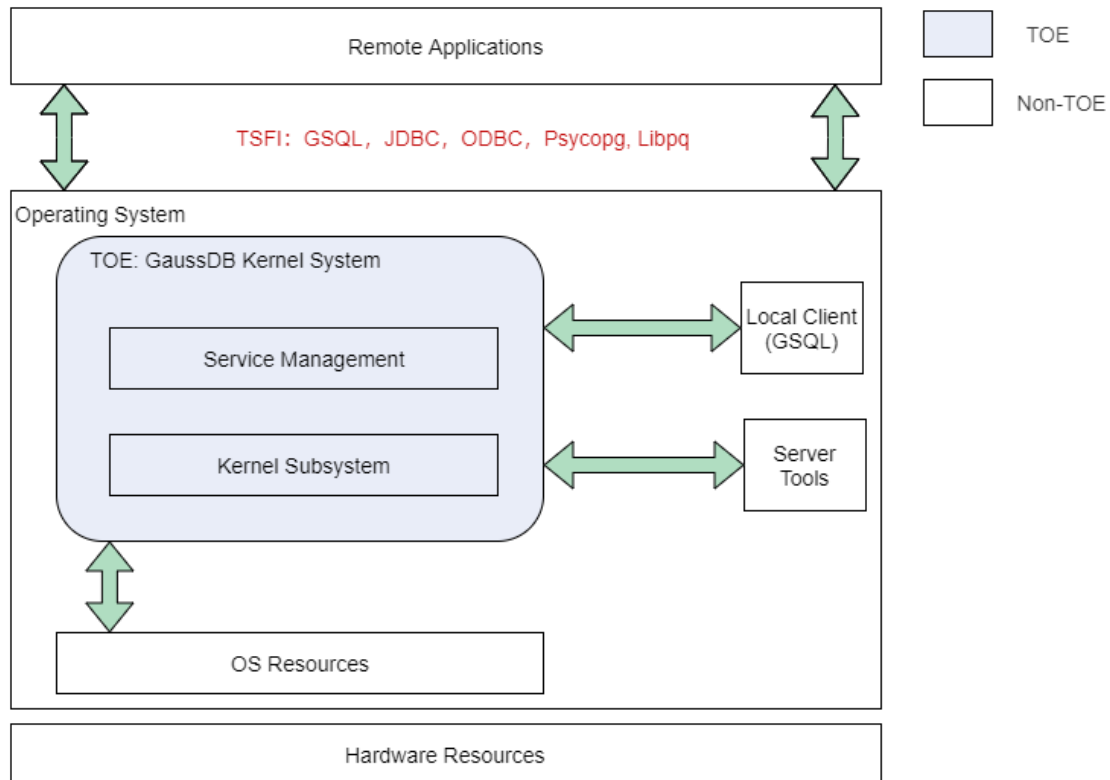 Remote Applications
TOE
Non-TOE
TSFI: GSQL, JDBC, ODBC, Psycopg, Libpq
Operating System
TOE: GaussDB Kernel System
Service Management
Local Client
(GSQL)
Kernel Subsystem
Server
Tools
OS Resources
Hardware Resources